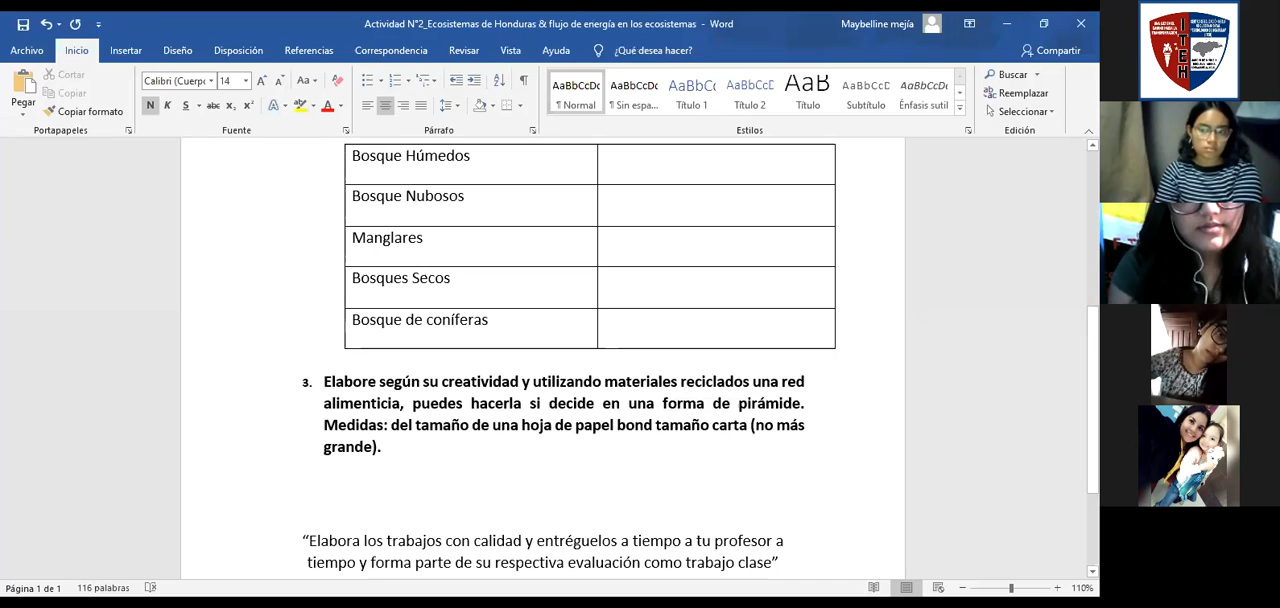 Actividad N°2_Ecosistemas de Honduras & flujo de energía en los ecosistemas - Word
Maybelline mejía
Archivo Inicio Insertar Diseño Disposición Referencias Correspondencia Revisar Vista Ayuda ¿Qué desea hacer? Compartir
Pegar
Cortar
Copiar
Copiar formato
Portapapeles
Calibri (Cuerpo 14
N K S abc x₂ x² A
Fuente
Párrafo
AaBbCcDc AaBbCcDc AaBbC AaBbCcE AaB AaBbCcD AaBbCcDc
¶ Normal ¶ Sin espa... Título 1 Título 2 Título Subtítulo Énfasis sutil
Estilos
Buscar
Reemplazar
Seleccionar
Edición
Bosque Húmedos
Bosque Nubosos
Manglares
Bosques Secos
Bosque de coníferas
3. Elabore según su creatividad y utilizando materiales reciclados una red
alimenticia, puedes hacerla si decide en una forma de pirámide.
Medidas: del tamaño de una hoja de papel bond tamaño carta (no más
grande).
“Elabora los trabajos con calidad y entréguelos a tiempo a tu profesor a
tiempo y forma parte de su respectiva evaluación como trabajo clase”
Página 1 de 1 116 palabras 110%
ITEH